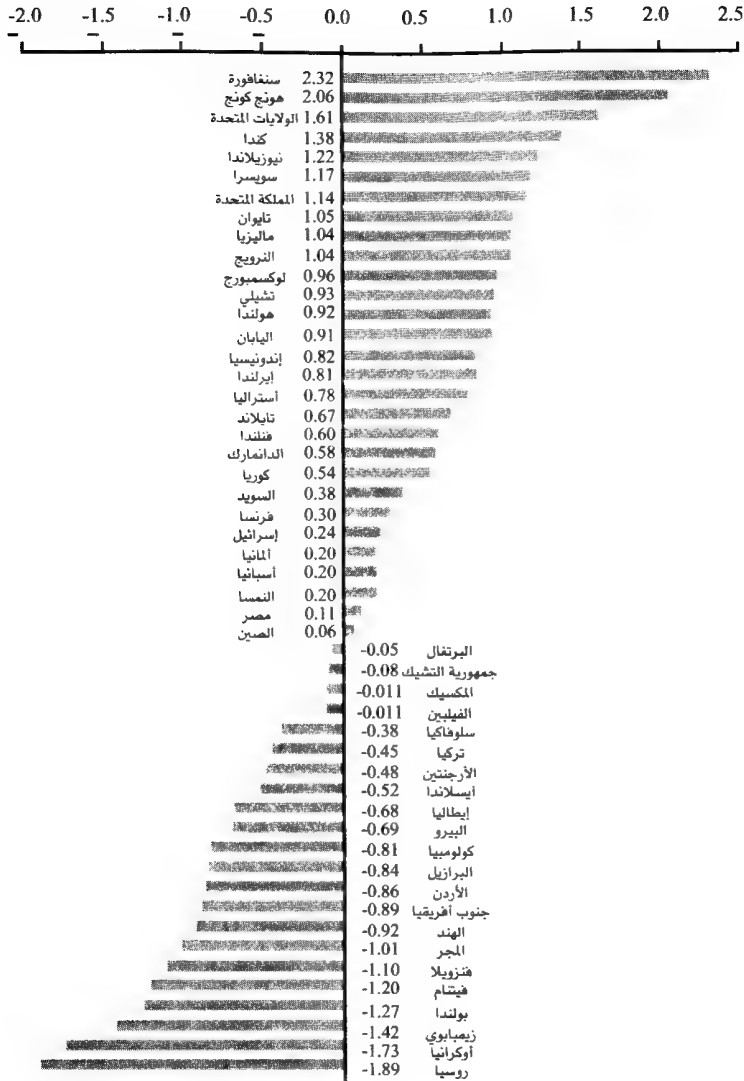 -2.0 -1.5 -1.0 -.5 0.0 0.5 1.0 1.5 2.0 2.5
سنغافورة 2.32
هونج كونج 2.06
الولايات المتحدة 1.61
كندا 1.38
نيوزيلاندا 1.22
سويسرا 1.17
المملكة المتحدة 1.14
تايوان 1.05
ماليزيا 1.04
النرويج 1.04
لوكسمبورج 0.96
تشيلي 0.93
هولندا 0.92
اليابان 0.91
إندونيسيا 0.82
إيرلندا 0.81
أستراليا 0.78
تايلاند 0.67
فنلندا 0.60
الدانمارك 0.58
كوريا 0.54
السويد 0.38
فرنسا 0.30
إسرائيل 0.24
ألمانيا 0.20
أسبانيا 0.20
النمسا 0.20
مصر 0.11
الصين 0.06
-0.05 البرتغال
-0.08 جمهورية التشيك
-0.011 المكسيك
-0.011 الفيلبين
-0.38 سلوفاكيا
-0.45 تركيا
-0.48 الأرجنتين
-0.52 أيسلاندا
-0.68 إيطاليا
-0.69 البيرو
-0.81 كولومبيا
-0.84 البرازيل
-0.86 الأردن
-0.89 جنوب أفريقيا
-0.92 الهند
-1.01 المجر
-1.10 فنزويلا
-1.20 فيتنام
-1.27 بولندا
-1.42 زيمبابوي
-1.73 أوكرانيا
-1.89 روسيا